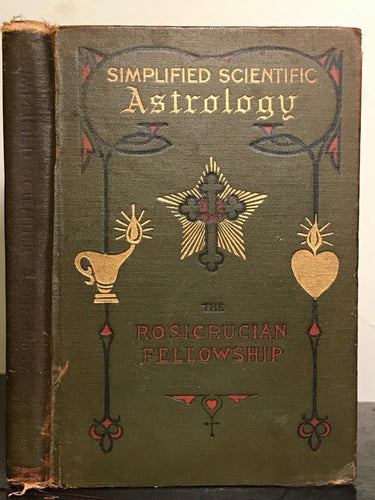 SIMPLIFIED SCIENTIFIC
Astrology
THE
ROSICRUCIAN
FELLOWSHIP